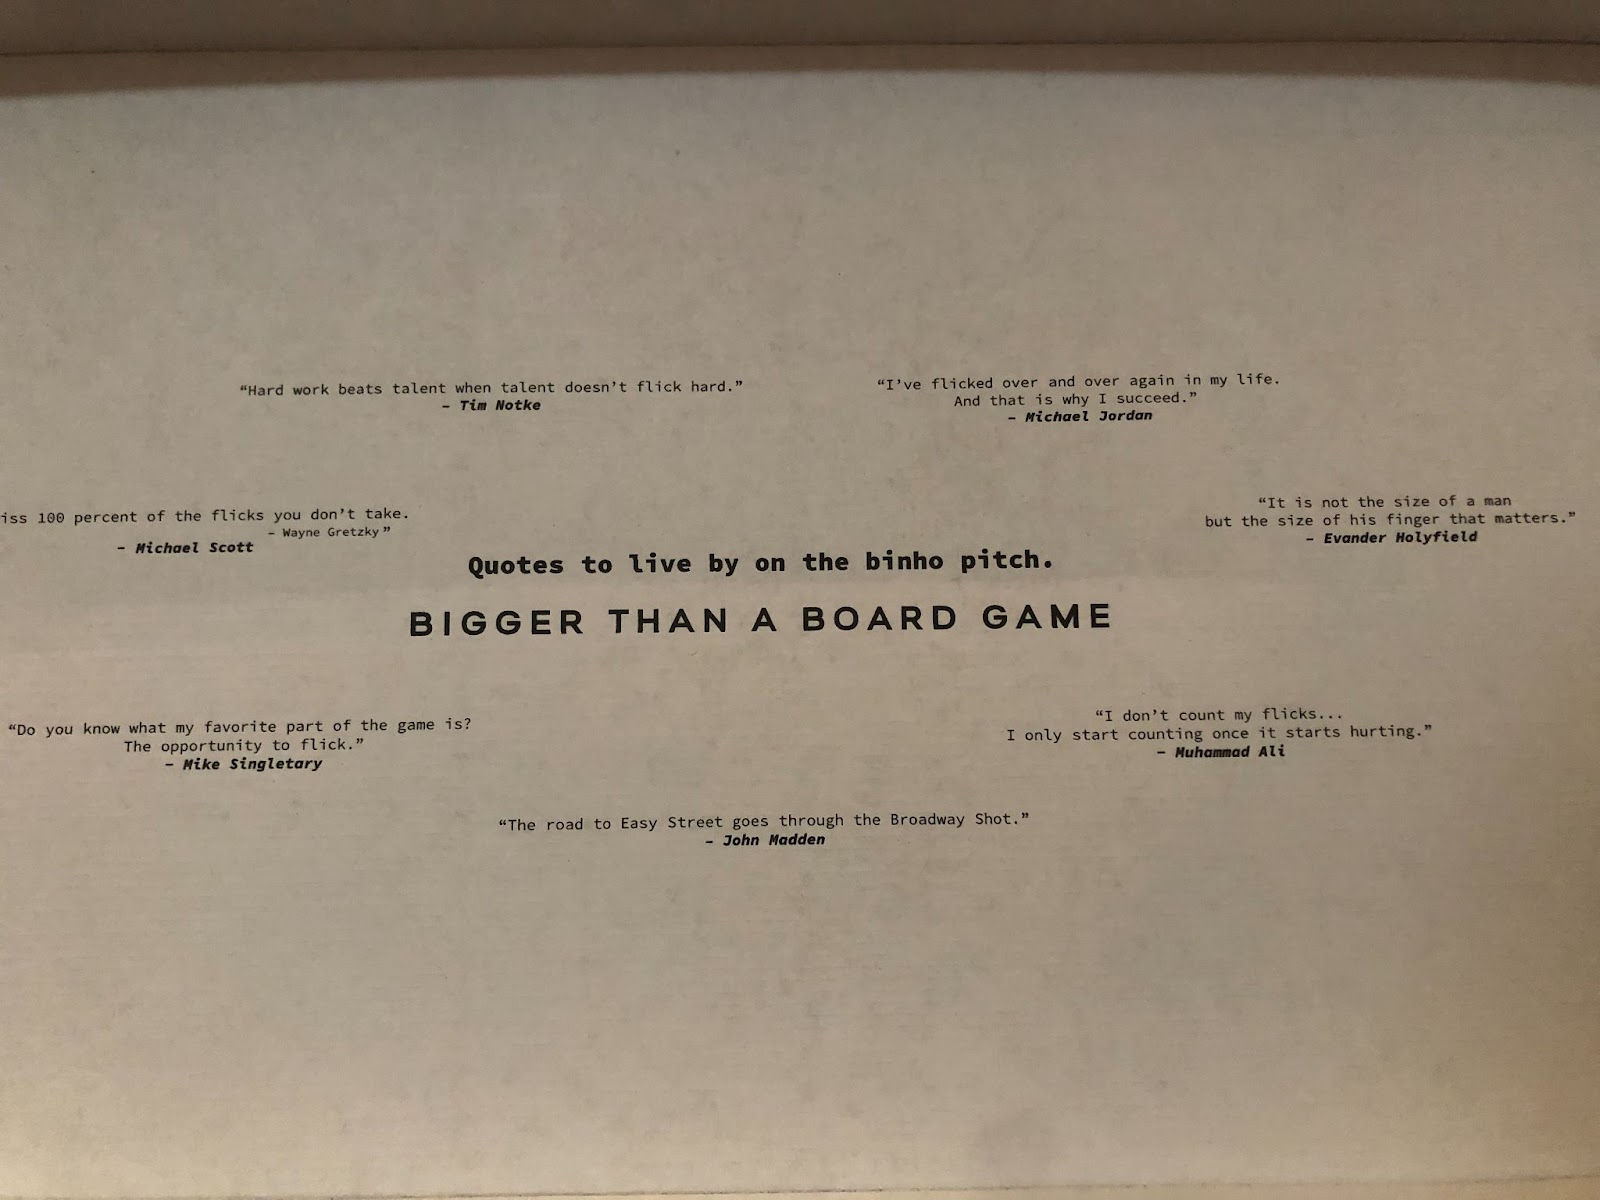 “Hard work beats talent when talent doesn’t flick hard.”
– Tim Notke
“I’ve flicked over and over again in my life.
And that is why I succeed.”
– Michael Jordan
iss 100 percent of the flicks you don’t take.
– Wayne Gretzky”
– Michael Scott
“It is not the size of a man
but the size of his finger that matters.”
– Evander Holyfield
Quotes to live by on the binho pitch.
BIGGER THAN A BOARD GAME
“Do you know what my favorite part of the game is?
The opportunity to flick.”
– Mike Singletary
“I don’t count my flicks...
I only start counting once it starts hurting.”
– Muhammad Ali
“The road to Easy Street goes through the Broadway Shot.”
– John Madden